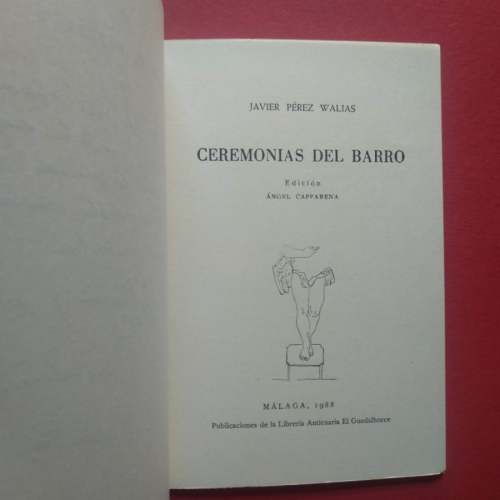 JAVIER PÉREZ WALIAS
CEREMONIAS DEL BARRO
Edición
ÁNGEL CAFFARENA
MÁLAGA, 1988
Publicaciones de la Librería Anticuaria El Guadalhorce